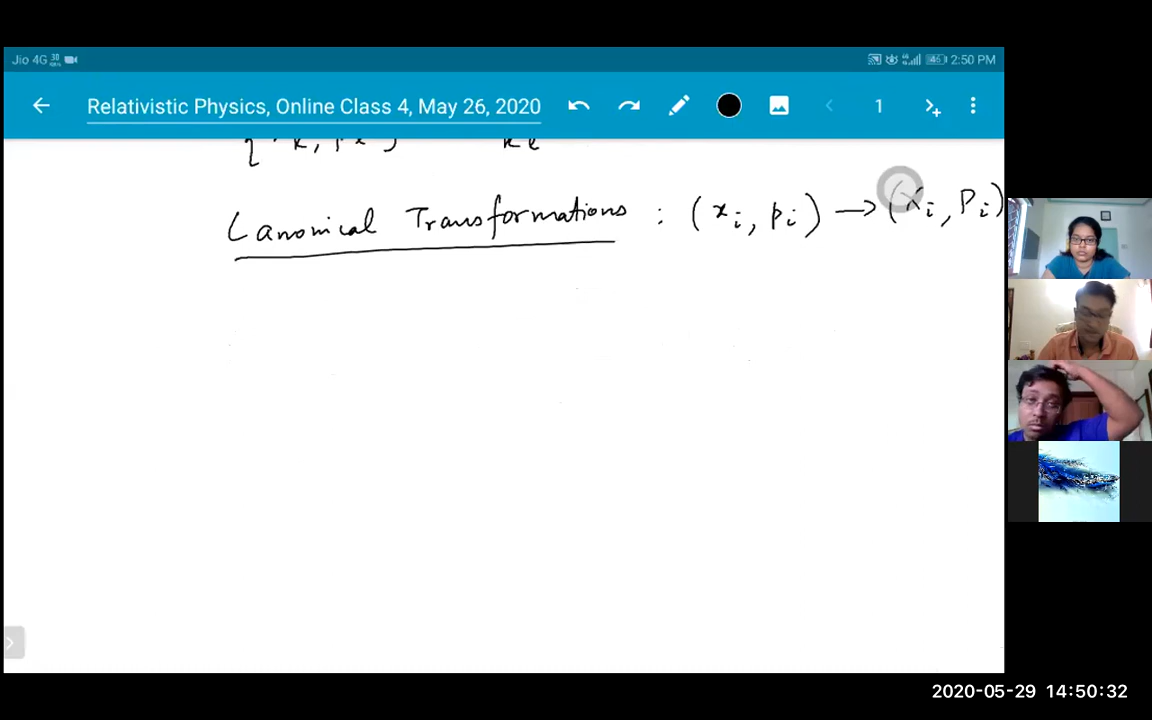 Jio 4G 2:50 PM
Relativistic Physics, Online Class 4, May 26, 2020 1
Canonical Transformations : (xi, pi) → (Xi, Pi)
2020-05-29 14:50:32